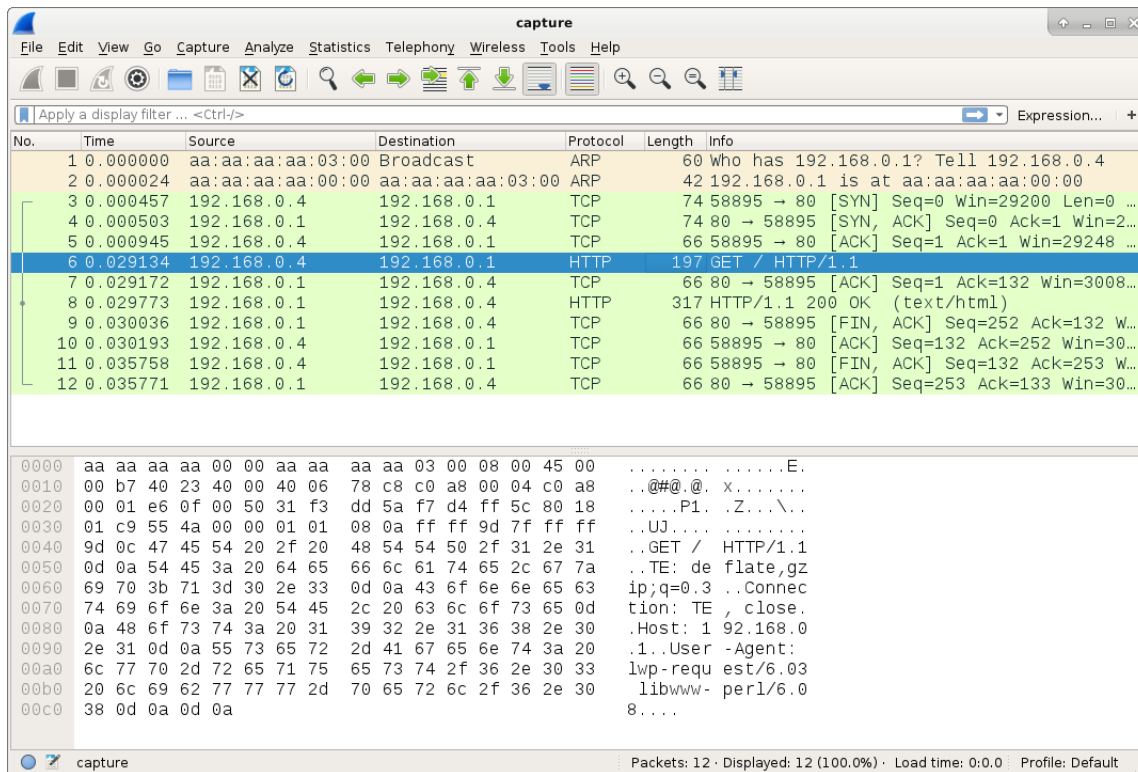 capture
File Edit View Go Capture Analyze Statistics Telephony Wireless Tools Help
Apply a display filter ... <Ctrl-/> Expression... +
No. Time Source Destination Protocol Length Info
1 0.000000 aa:aa:aa:aa:03:00 Broadcast ARP 60 Who has 192.168.0.1? Tell 192.168.0.4
2 0.000024 aa:aa:aa:aa:00:00 aa:aa:aa:aa:03:00 ARP 42 192.168.0.1 is at aa:aa:aa:aa:00:00
3 0.000457 192.168.0.4 192.168.0.1 TCP 74 58895 → 80 [SYN] Seq=0 Win=29200 Len=0 …
4 0.000503 192.168.0.1 192.168.0.4 TCP 74 80 → 58895 [SYN, ACK] Seq=0 Ack=1 Win=2…
5 0.000945 192.168.0.4 192.168.0.1 TCP 66 58895 → 80 [ACK] Seq=1 Ack=1 Win=29248 …
6 0.029134 192.168.0.4 192.168.0.1 HTTP 197 GET / HTTP/1.1
7 0.029172 192.168.0.1 192.168.0.4 TCP 66 80 → 58895 [ACK] Seq=1 Ack=132 Win=3008…
8 0.029773 192.168.0.1 192.168.0.4 HTTP 317 HTTP/1.1 200 OK (text/html)
9 0.030036 192.168.0.1 192.168.0.4 TCP 66 80 → 58895 [FIN, ACK] Seq=252 Ack=132 W…
10 0.030193 192.168.0.4 192.168.0.1 TCP 66 58895 → 80 [ACK] Seq=132 Ack=252 Win=30…
11 0.035758 192.168.0.4 192.168.0.1 TCP 66 58895 → 80 [FIN, ACK] Seq=132 Ack=253 W…
12 0.035771 192.168.0.1 192.168.0.4 TCP 66 80 → 58895 [ACK] Seq=253 Ack=133 Win=30…
0000 aa aa aa aa 00 00 aa aa aa aa 03 00 08 00 45 00 ........ ......E.
0010 00 b7 40 23 40 00 40 06 78 c8 c0 a8 00 04 c0 a8 ..@#@.@. x.......
0020 00 01 e6 0f 00 50 31 f3 dd 5a f7 d4 ff 5c 80 18 .....P1. .Z...\..
0030 01 c9 55 4a 00 00 01 01 08 0a ff ff 9d 7f ff ff ..UJ.... ........
0040 9d 0c 47 45 54 20 2f 20 48 54 54 50 2f 31 2e 31 ..GET / HTTP/1.1
0050 0d 0a 54 45 3a 20 64 65 66 6c 61 74 65 2c 67 7a ..TE: de flate,gz
0060 69 70 3b 71 3d 30 2e 33 0d 0a 43 6f 6e 6e 65 63 ip;q=0.3 ..Connec
0070 74 69 6f 6e 3a 20 54 45 2c 20 63 6c 6f 73 65 0d tion: TE , close.
0080 0a 48 6f 73 74 3a 20 31 39 32 2e 31 36 38 2e 30 .Host: 1 92.168.0
0090 2e 31 0d 0a 55 73 65 72 2d 41 67 65 6e 74 3a 20 .1..User -Agent:
00a0 6c 77 70 2d 72 65 71 75 65 73 74 2f 36 2e 30 33 lwp-requ est/6.03
00b0 20 6c 69 62 77 77 77 2d 70 65 72 6c 2f 36 2e 30 libwww- perl/6.0
00c0 38 0d 0a 0d 0a 8....
capture Packets: 12 · Displayed: 12 (100.0%) · Load time: 0:0.0 Profile: Default